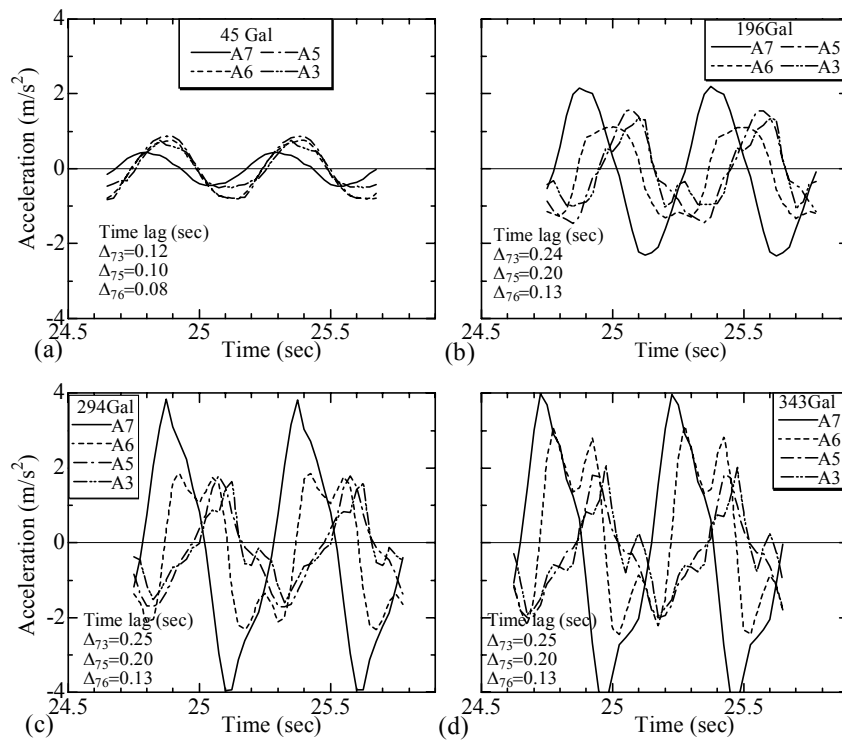 45 Gal
A7 A5
A6 A3
Acceleration (m/s²)
4
2
0
-2
-4
Time lag (sec)
Δ73=0.12
Δ75=0.10
Δ76=0.08
24.5 25 25.5
(a) Time (sec)
196Gal
A7 A5
A6 A3
Time lag (sec)
Δ73=0.24
Δ75=0.20
Δ76=0.13
24.5 25 25.5
(b) Time (sec)
294Gal
A7
A6
A5
A3
Acceleration (m/s²)
4
2
0
-2
-4
Time lag (sec)
Δ73=0.25
Δ75=0.20
Δ76=0.13
24.5 25 25.5
(c) Time (sec)
343Gal
A7
A6
A5
A3
Time lag (sec)
Δ73=0.25
Δ75=0.20
Δ76=0.13
24.5 25 25.5
(d) Time (sec)